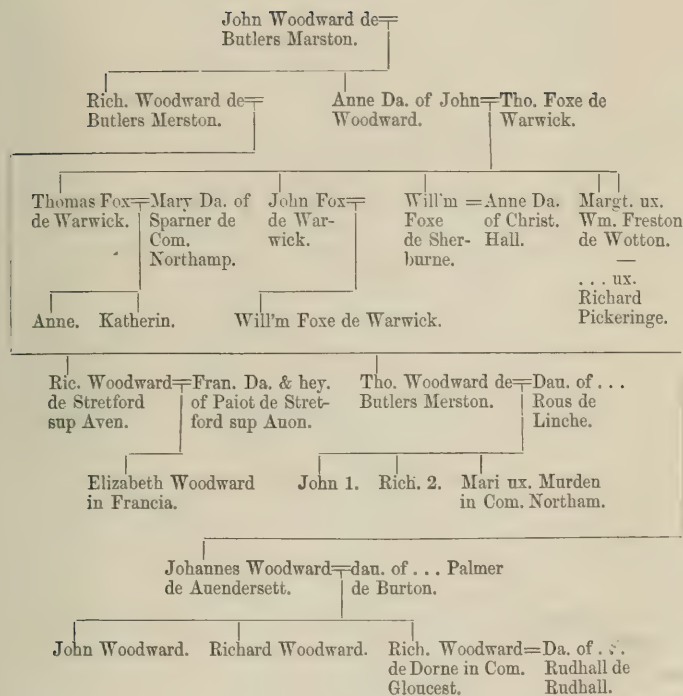 John Woodward de
Butlers Marston.
Rich. Woodward de
Butlers Merston.
Anne Da. of John
Woodward.
Tho. Foxe de
Warwick.
Thomas Fox
de Warwick.
Mary Da. of
Sparner de
Com.
Northamp.
John Fox
de War-
wick.
Will'm
Foxe
de Sher-
burne.
= Anne Da.
of Christ.
Hall.
Margt. ux.
Wm. Freston
de Wotton.
—
. . . ux.
Richard
Pickeringe.
Anne. Katherin.
Will'm Foxe de Warwick.
Ric. Woodward
de Stretford
sup Aven.
Fran. Da. & hey.
of Paiot de Stret-
ford sup Auon.
Tho. Woodward de
Butlers Merston.
Dau. of . . .
Rous de
Linche.
Elizabeth Woodward
in Francia.
John 1. Rich. 2.
Mari ux. Murden
in Com. Northam.
Johannes Woodward
de Auendersett.
dau. of . . . Palmer
de Burton.
John Woodward. Richard Woodward.
Rich. Woodward
de Dorne in Com.
Gloucest.
= Da. of . . .
Rudhall de
Rudhall.